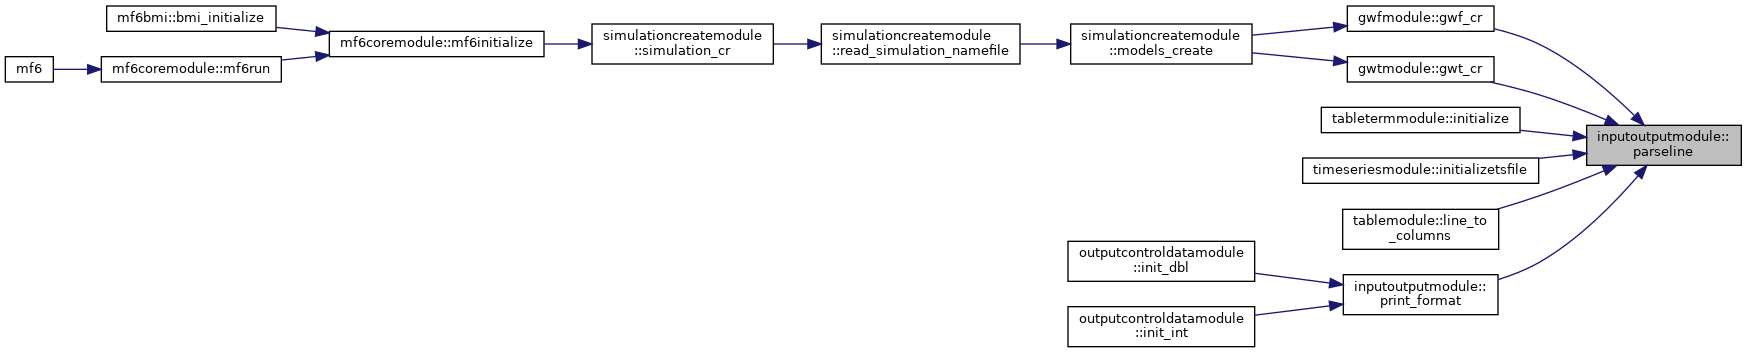 mf6bmi::bmi_initialize
mf6
mf6coremodule::mf6run
mf6coremodule::mf6initialize
simulationcreatemodule
::simulation_cr
simulationcreatemodule
::read_simulation_namefile
simulationcreatemodule
::models_create
gwfmodule::gwf_cr
gwtmodule::gwt_cr
tabletermmodule::initialize
timeseriesmodule::initializetsfile
tablemodule::line_to
_columns
outputcontroldatamodule
::init_dbl
outputcontroldatamodule
::init_int
inputoutputmodule::
print_format
inputoutputmodule::
parseline